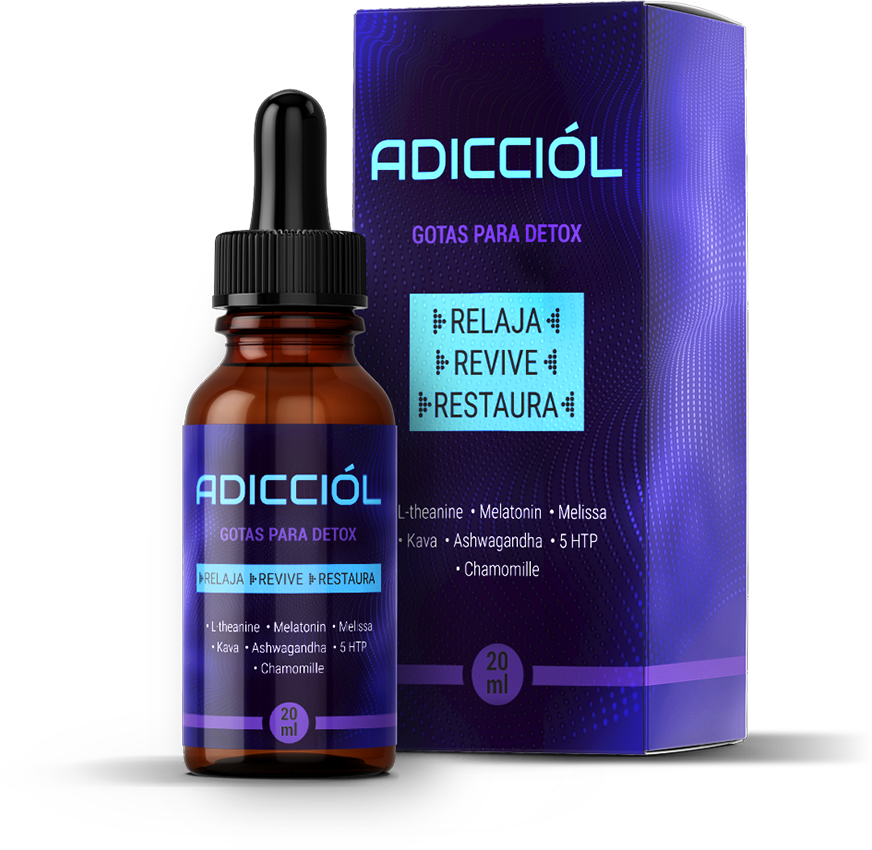 ADICCIÓL
GOTAS PARA DETOX
RELAJA
REVIVE
RESTAURA
L-theanine • Melatonin • Melissa
• Kava • Ashwagandha • 5 HTP
• Chamomille
20
ml
ADICCIÓL
GOTAS PARA DETOX
RELAJA REVIVE RESTAURA
• L-theanine • Melatonin • Melissa
• Kava • Ashwagandha • 5 HTP
• Chamomille
20
ml